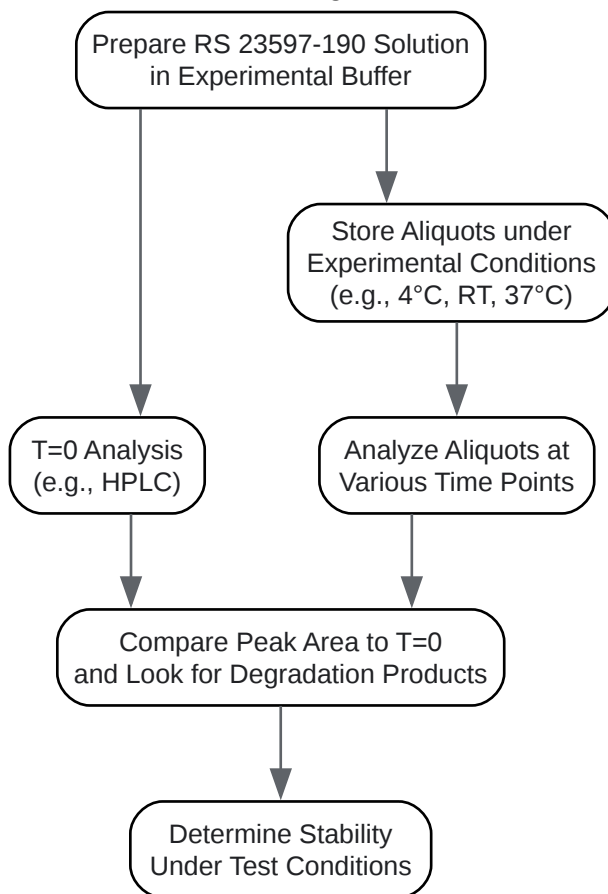 Prepare RS 23597-190 Solution
in Experimental Buffer
Store Aliquots under
Experimental Conditions
(e.g., 4°C, RT, 37°C)
T=0 Analysis
(e.g., HPLC)
Analyze Aliquots at
Various Time Points
Compare Peak Area to T=0
and Look for Degradation Products
Determine Stability
Under Test Conditions